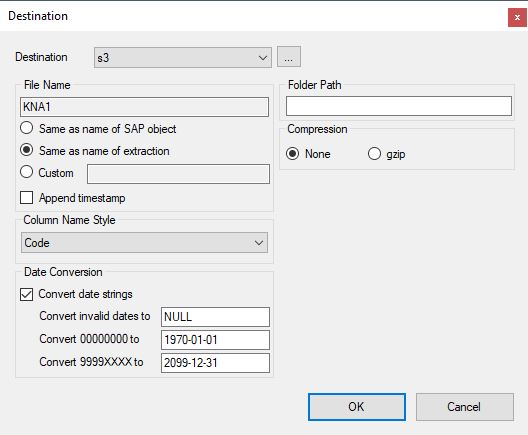 Destination
x
Destination
s3
...
File Name
KNA1
Same as name of SAP object
Same as name of extraction
Custom
Append timestamp
Column Name Style
Code
Date Conversion
Convert date strings
Convert invalid dates to NULL
Convert 00000000 to 1970-01-01
Convert 9999XXXX to 2099-12-31
Folder Path
Compression
None gzip
OK Cancel